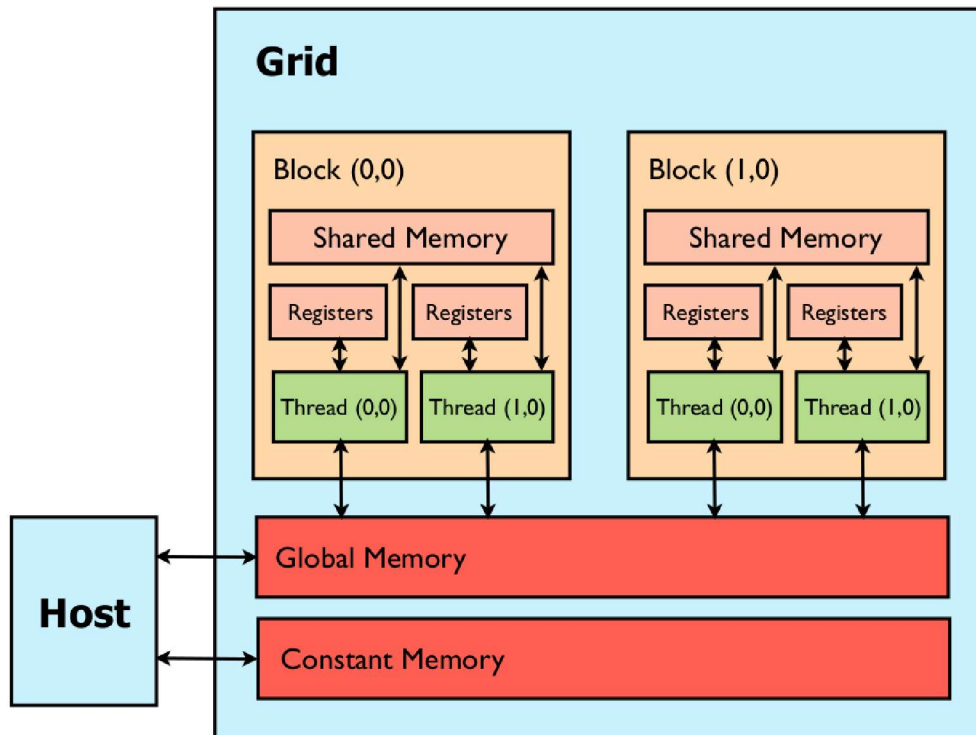 Grid
Block (0,0)
Block (1,0)
Shared Memory
Shared Memory
Registers
Registers
Registers
Registers
Thread (0,0)
Thread (1,0)
Thread (0,0)
Thread (1,0)
Host
Global Memory
Constant Memory